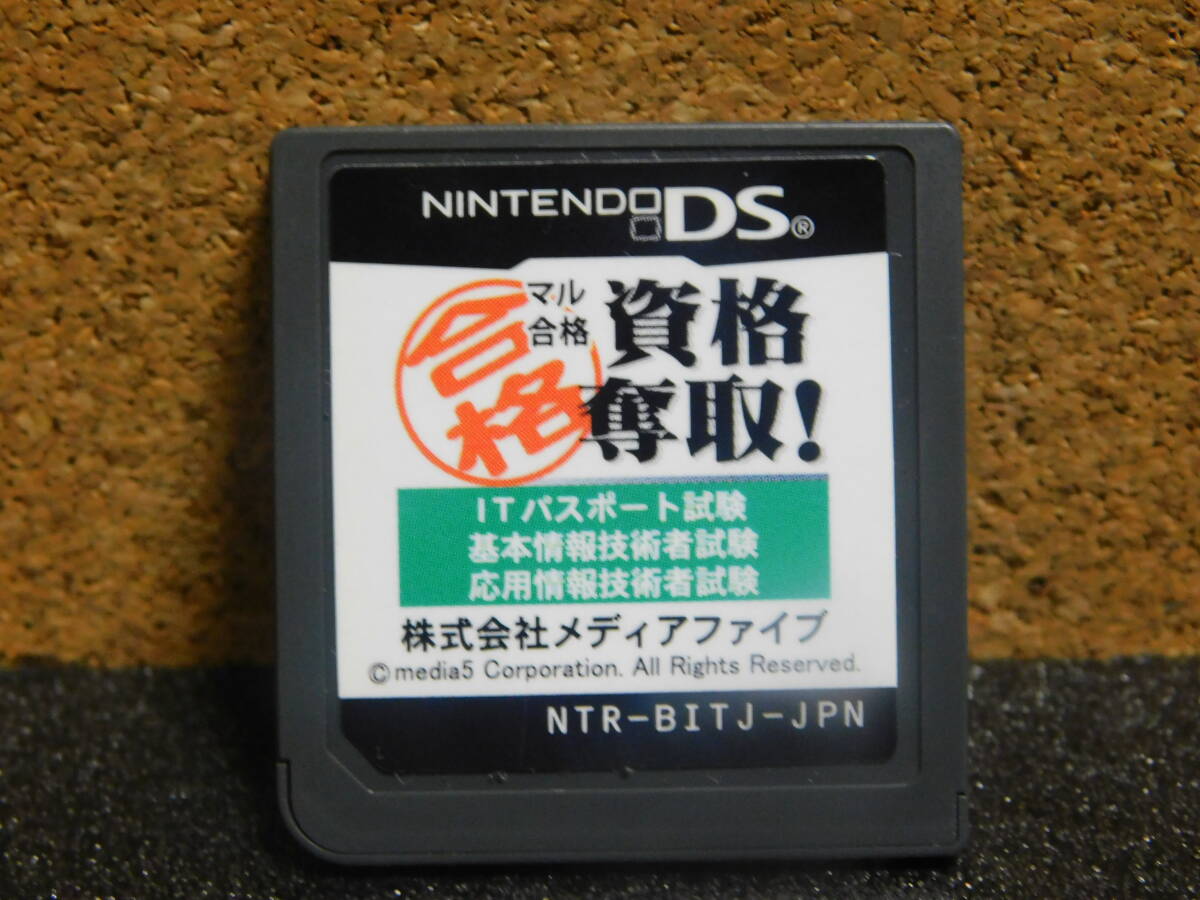 NINTENDO DS®
合格
マル合格
資格
奪取!
ITパスポート試験
基本情報技術者試験
応用情報技術者試験
株式会社メディアファイブ
©media5 Corporation. All Rights Reserved.
NTR-BITJ-JPN